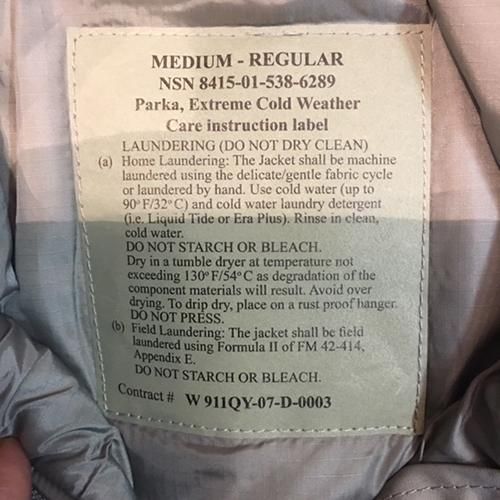 MEDIUM - REGULAR
NSN 8415-01-538-6289
Parka, Extreme Cold Weather
Care instruction label
LAUNDERING (DO NOT DRY CLEAN)
(a) Home Laundering: The Jacket shall be machine
laundered using the delicate/gentle fabric cycle
or laundered by hand. Use cold water (up to
90°F/32°C) and cold water laundry detergent
(i.e. Liquid Tide or Era Plus). Rinse in clean,
cold water.
DO NOT STARCH OR BLEACH.
Dry in a tumble dryer at temperature not
exceeding 130°F/54°C as degradation of the
component materials will result. Avoid over
drying. To drip dry, place on a rust proof hanger.
DO NOT PRESS.
(b) Field Laundering: The jacket shall be field
laundered using Formula II of FM 42-414,
Appendix E.
DO NOT STARCH OR BLEACH.
Contract # W 911QY-07-D-0003